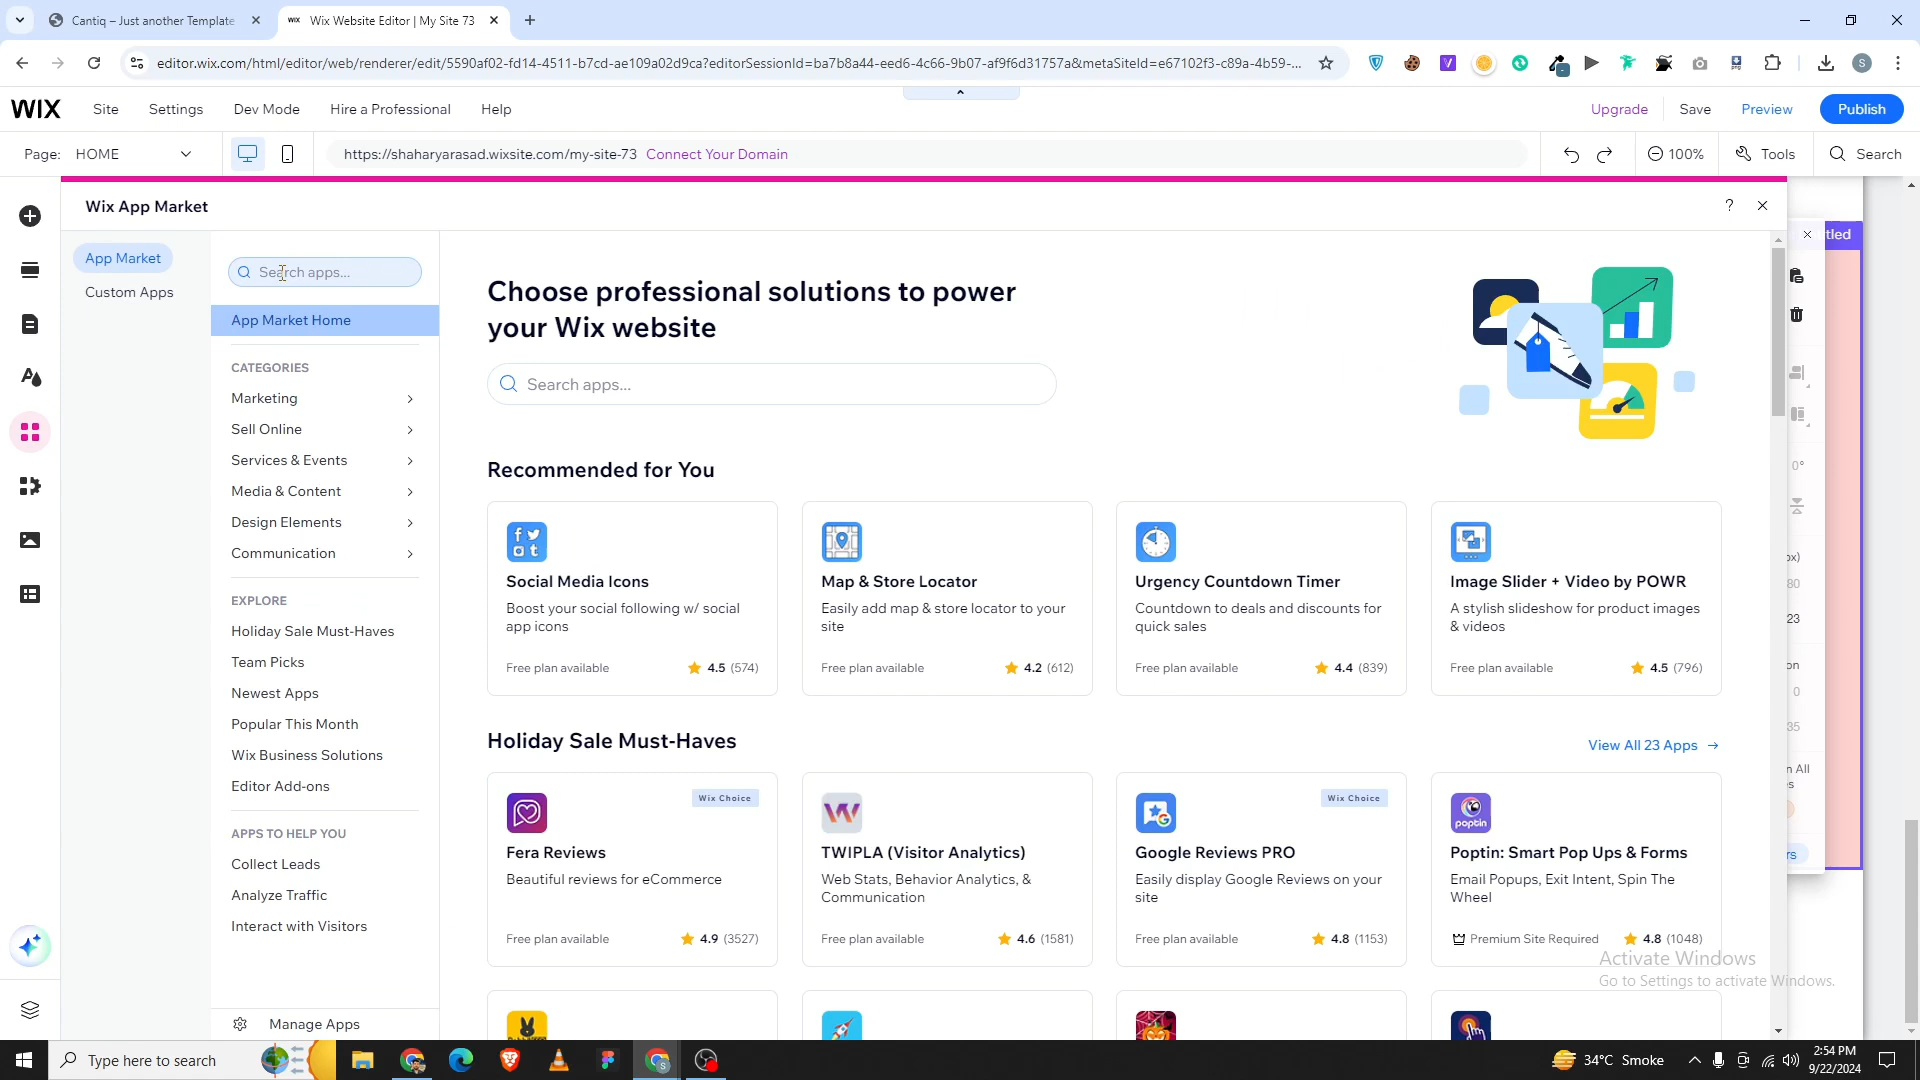 Cantiq – Just another Template
WIX Wix Website Editor | My Site 73
editor.wix.com/html/editor/web/renderer/edit/5590af02-fd14-4511-b7cd-ae109a02d9ca?editorSessionId=ba7b8a44-eed6-4c66-9b07-af9f6d31757a&metaSiteId=e67102f3-c89a-4b59-...
WIX Site Settings Dev Mode Hire a Professional Help Upgrade Save Preview Publish
Page: HOME https://shaharyarasad.wixsite.com/my-site-73 Connect Your Domain 100% Tools Search
Wix App Market ?
App Market
Custom Apps
Search apps...
App Market Home
CATEGORIES
Marketing
Sell Online
Services & Events
Media & Content
Design Elements
Communication
EXPLORE
Holiday Sale Must-Haves
Team Picks
Newest Apps
Popular This Month
Wix Business Solutions
Editor Add-ons
APPS TO HELP YOU
Collect Leads
Analyze Traffic
Interact with Visitors
Manage Apps
Choose professional solutions to power
your Wix website
Search apps...
Recommended for You
Social Media Icons
Boost your social following w/ social
app icons
Free plan available 4.5 (574)
Map & Store Locator
Easily add map & store locator to your
site
Free plan available 4.2 (612)
Urgency Countdown Timer
Countdown to deals and discounts for
quick sales
Free plan available 4.4 (839)
Image Slider + Video by POWR
A stylish slideshow for product images
& videos
Free plan available 4.5 (796)
Holiday Sale Must-Haves
View All 23 Apps →
Wix Choice
Fera Reviews
Beautiful reviews for eCommerce
Free plan available 4.9 (3527)
TWIPLA (Visitor Analytics)
Web Stats, Behavior Analytics, &
Communication
Free plan available 4.6 (1581)
Wix Choice
Google Reviews PRO
Easily display Google Reviews on your
site
Free plan available 4.8 (1153)
poptin
Poptin: Smart Pop Ups & Forms
Email Popups, Exit Intent, Spin The
Wheel
Premium Site Required 4.8 (1048)
tled
0°
px)
80
23
on
0
35
n All
es
rs
Activate Windows
Go to Settings to activate Windows.
Type here to search
34°C Smoke
2:54 PM
9/22/2024